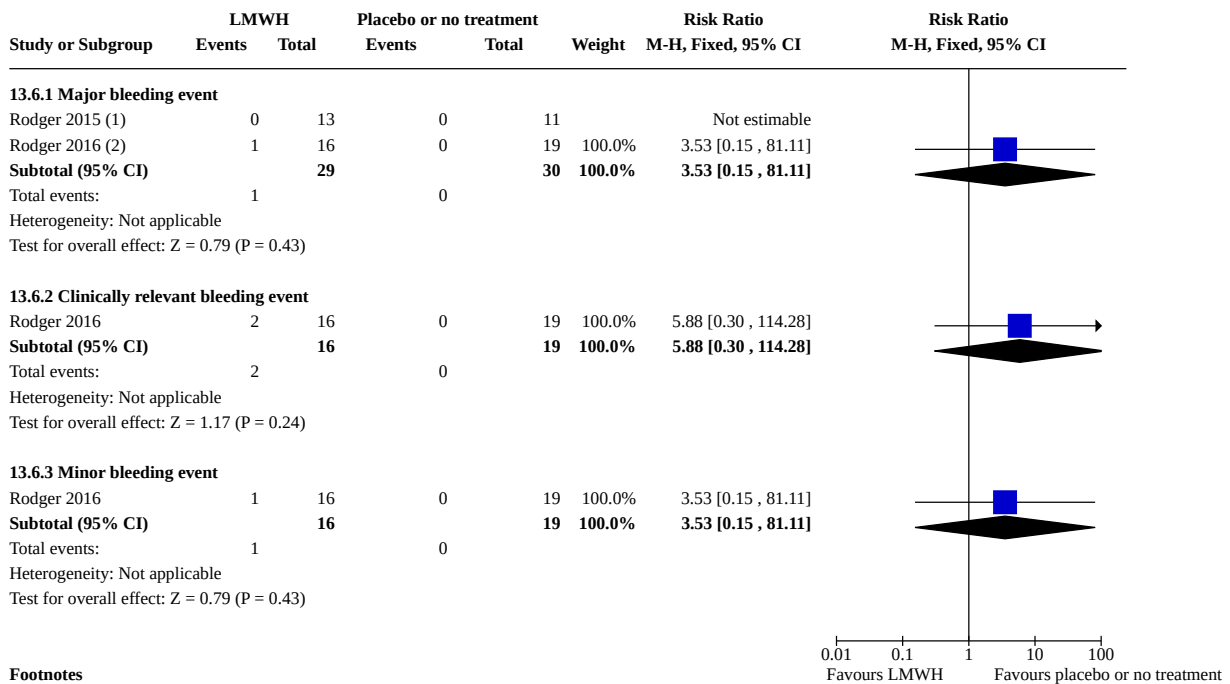 LMWH Placebo or no treatment Risk Ratio Risk Ratio
Study or Subgroup Events Total Events Total Weight M-H, Fixed, 95% CI M-H, Fixed, 95% CI
13.6.1 Major bleeding event
Rodger 2015 (1) 0 13 0 11 Not estimable
Rodger 2016 (2) 1 16 0 19 100.0% 3.53 [0.15 , 81.11]
Subtotal (95% CI) 29 30 100.0% 3.53 [0.15 , 81.11]
Total events: 1 0
Heterogeneity: Not applicable
Test for overall effect: Z = 0.79 (P = 0.43)
13.6.2 Clinically relevant bleeding event
Rodger 2016 2 16 0 19 100.0% 5.88 [0.30 , 114.28]
Subtotal (95% CI) 16 19 100.0% 5.88 [0.30 , 114.28]
Total events: 2 0
Heterogeneity: Not applicable
Test for overall effect: Z = 1.17 (P = 0.24)
13.6.3 Minor bleeding event
Rodger 2016 1 16 0 19 100.0% 3.53 [0.15 , 81.11]
Subtotal (95% CI) 16 19 100.0% 3.53 [0.15 , 81.11]
Total events: 1 0
Heterogeneity: Not applicable
Test for overall effect: Z = 0.79 (P = 0.43)
0.01 0.1 1 10 100
Footnotes Favours LMWH Favours placebo or no treatment